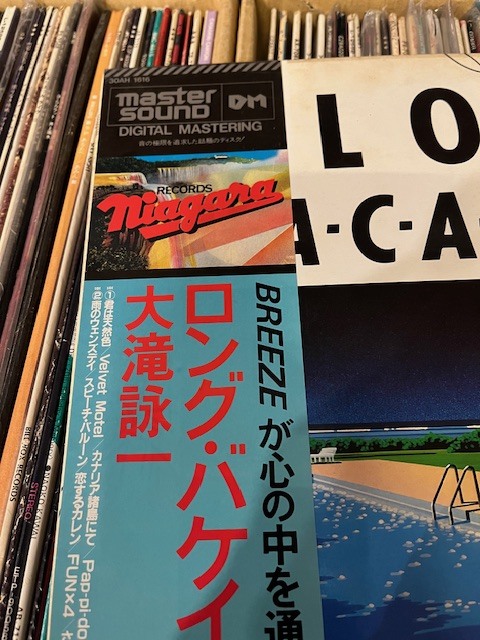 30AH 1616
master
sound
DM
DIGITAL MASTERING
音の極限を追求した話題のディスク!
RECORDS
Niagara
BREEZE が心の中を通
ロング・バケイ
大滝詠一
①君は天然色/Velvet Motel/カナリア諸島にて/Pap-pi-do
②雨のウェンズデイ/スピーチ・バルーン/恋するカレン/FUN×4/
L O
A-C-A-
STEREO